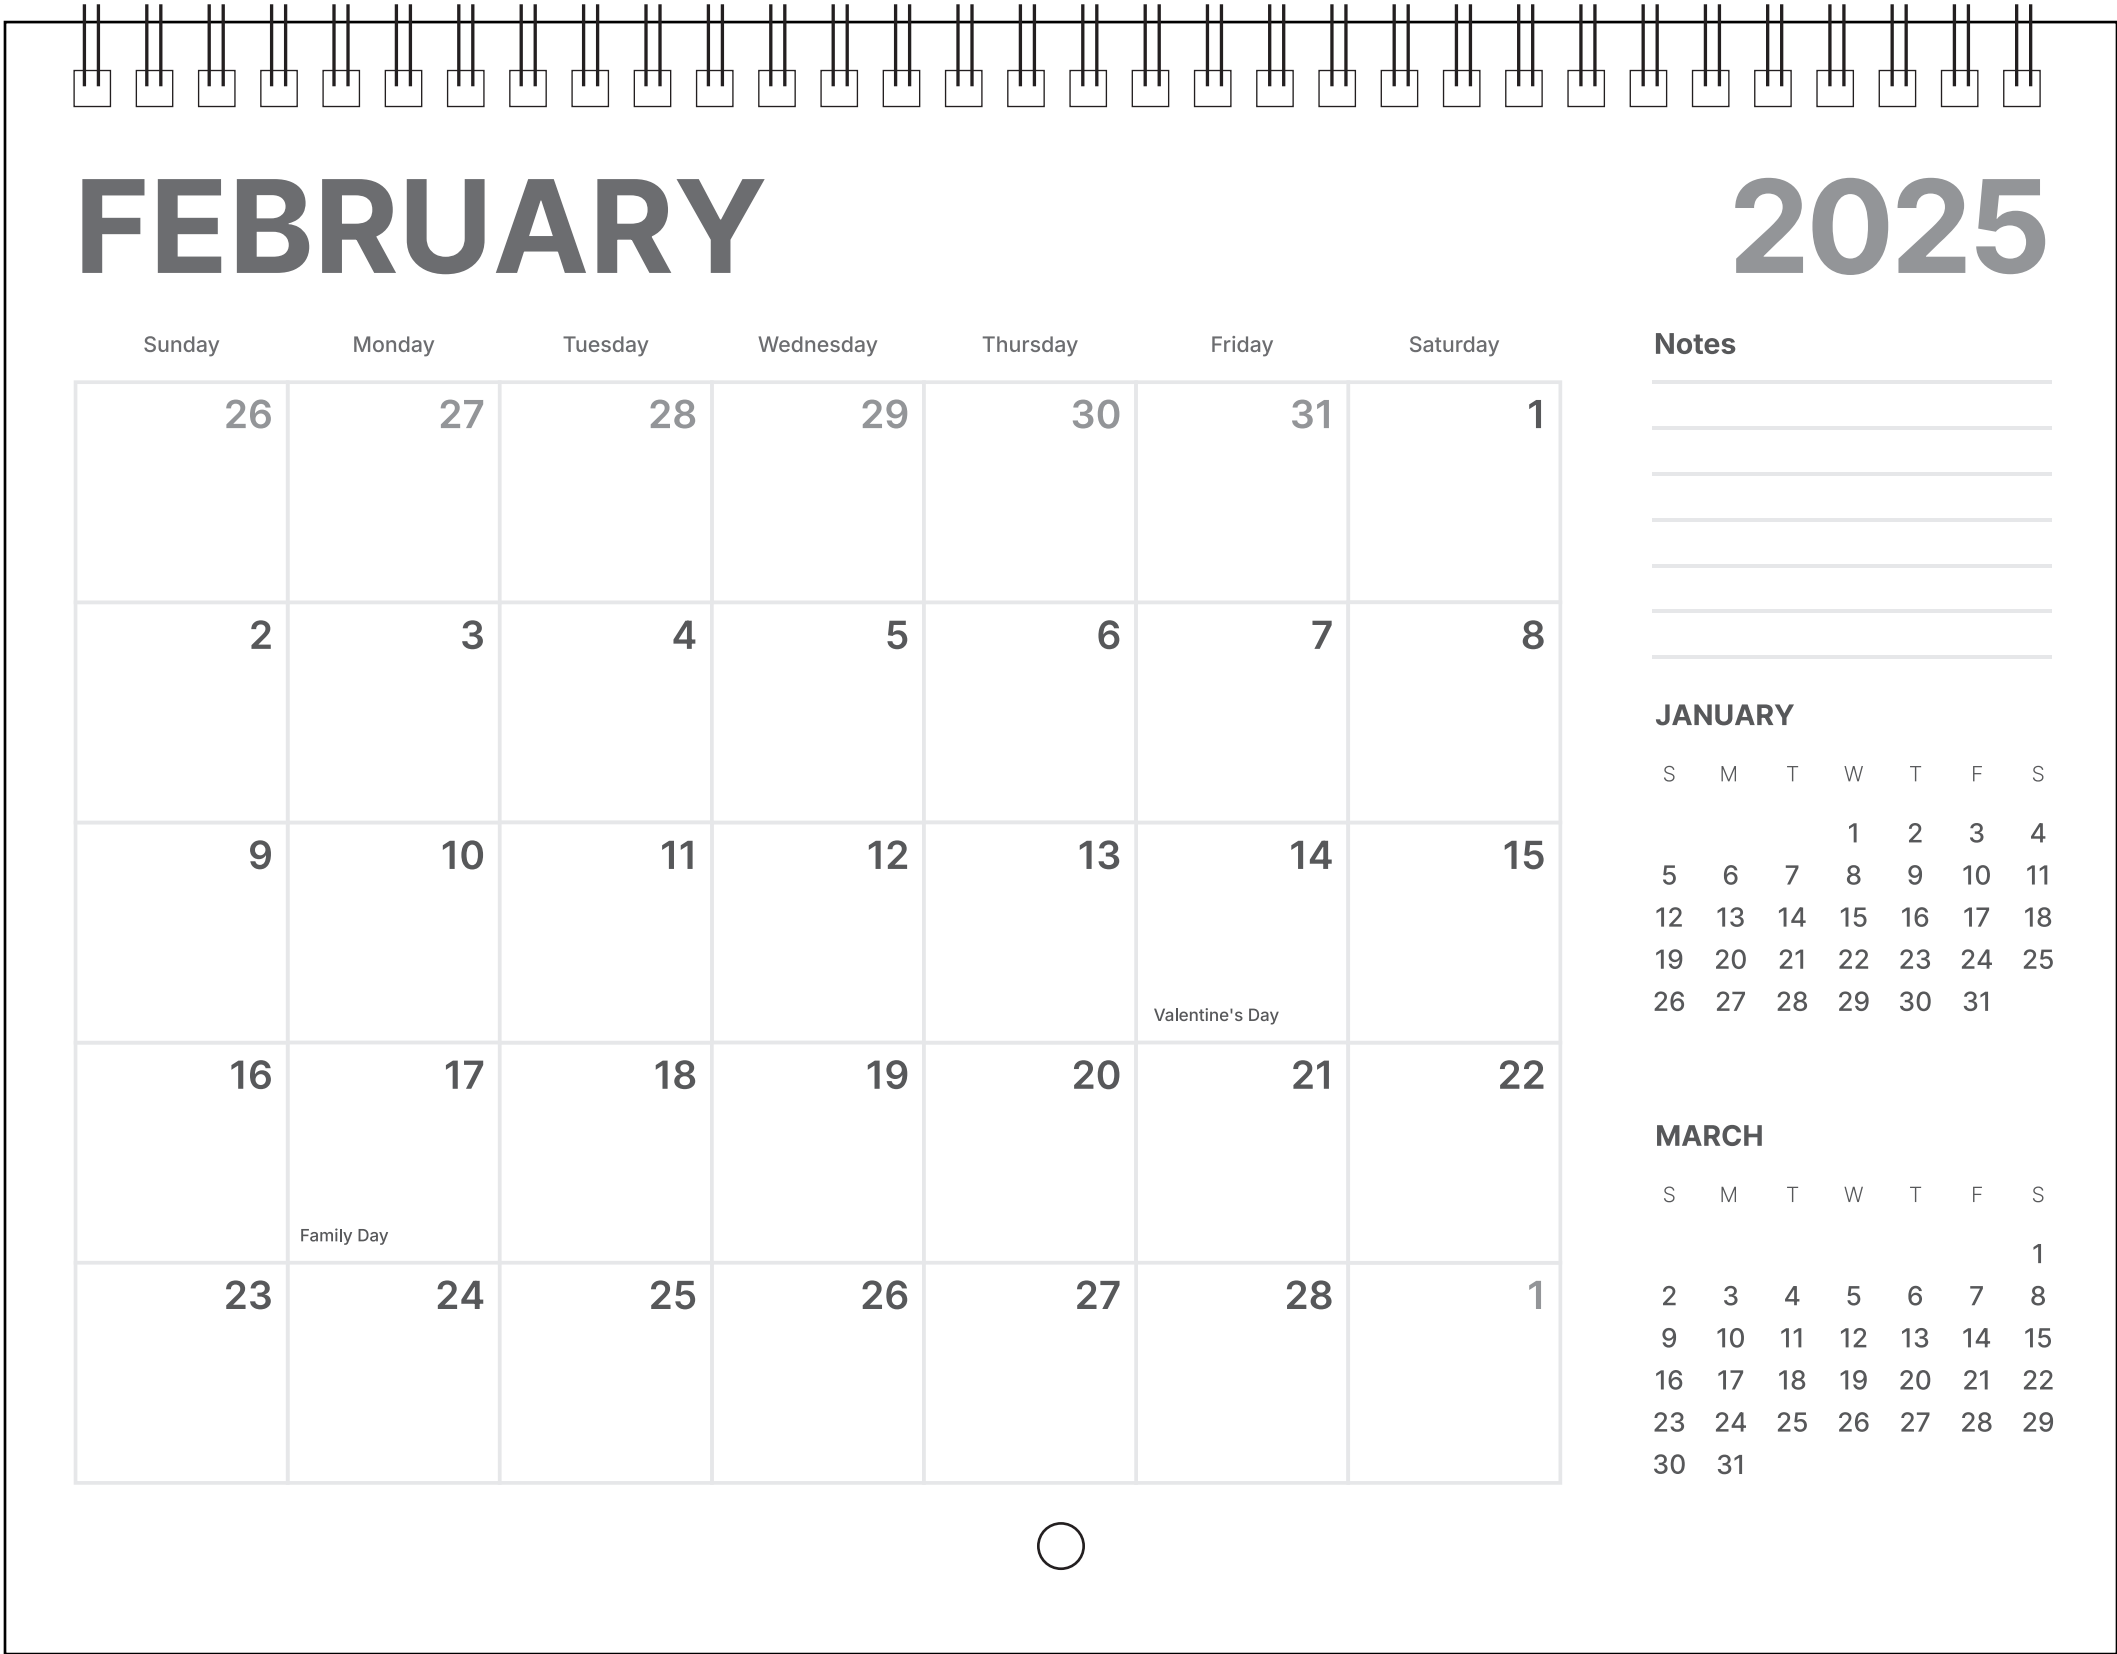 FEBRUARY 2025
Sunday Monday Tuesday Wednesday Thursday Friday Saturday
26 27 28 29 30 31 1
2 3 4 5 6 7 8
9 10 11 12 13 14 15
Valentine's Day
16 17 18 19 20 21 22
Family Day
23 24 25 26 27 28 1
Notes
JANUARY
S M T W T F S
1 2 3 4
5 6 7 8 9 10 11
12 13 14 15 16 17 18
19 20 21 22 23 24 25
26 27 28 29 30 31
MARCH
S M T W T F S
1
2 3 4 5 6 7 8
9 10 11 12 13 14 15
16 17 18 19 20 21 22
23 24 25 26 27 28 29
30 31